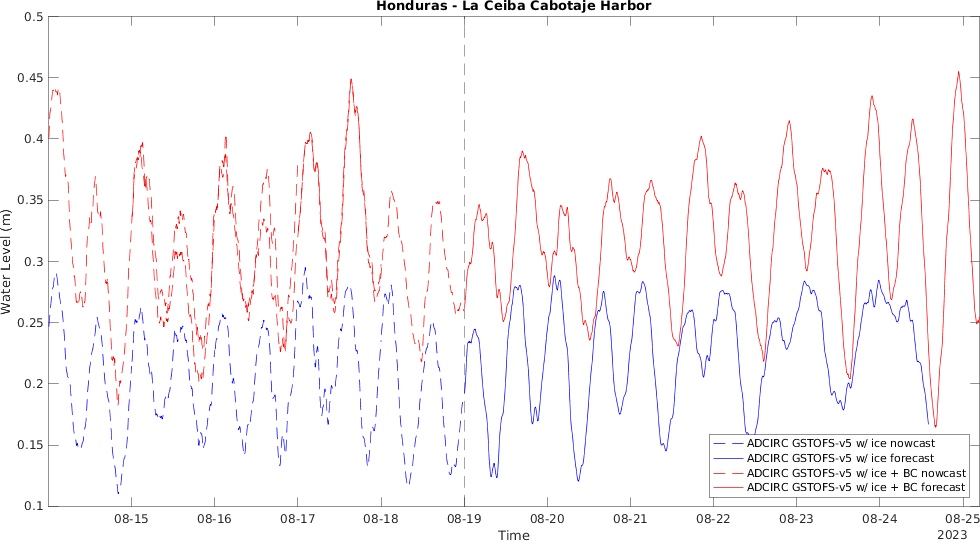 Honduras - La Ceiba Cabotaje Harbor
0.5
0.45
0.4
0.35
0.3
0.25
0.2
0.15
0.1
Water Level (m)
ADCIRC GSTOFS-v5 w/ ice nowcast
ADCIRC GSTOFS-v5 w/ ice forecast
ADCIRC GSTOFS-v5 w/ ice + BC nowcast
ADCIRC GSTOFS-v5 w/ ice + BC forecast
08-15 08-16 08-17 08-18 08-19 08-20 08-21 08-22 08-23 08-24 08-25
Time 2023